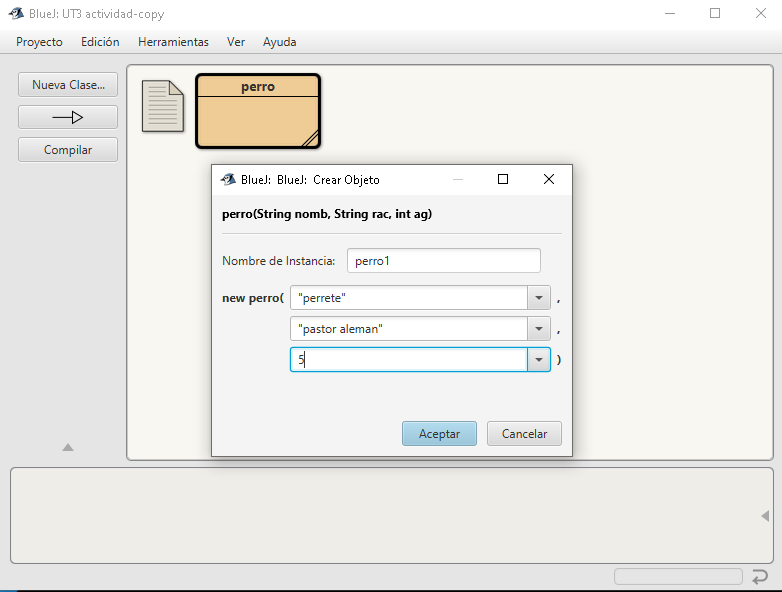 BlueJ: UT3 actividad-copy
Proyecto Edición Herramientas Ver Ayuda
Nueva Clase...
Compilar
perro
BlueJ: BlueJ: Crear Objeto
perro(String nomb, String rac, int ag)
Nombre de Instancia: perro1
new perro( "perrete" ,
"pastor aleman" ,
5 )
Aceptar Cancelar